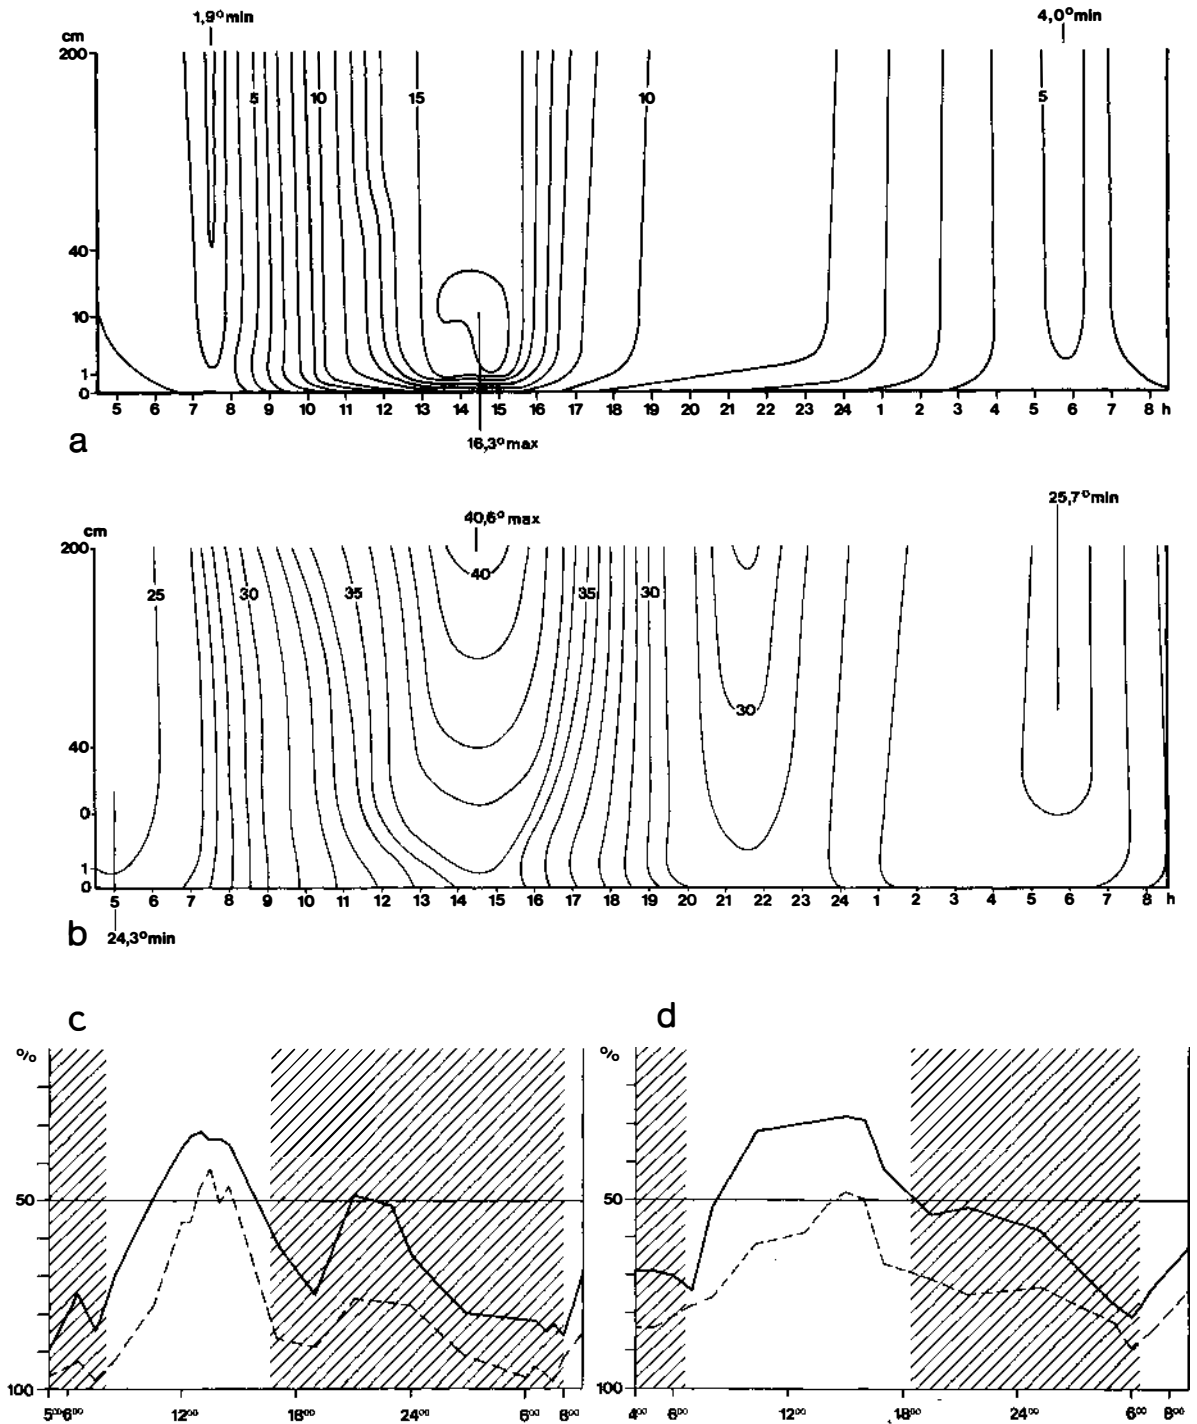 1,9° min 4,0° min
cm
200
5 10 15 10 5
40
10
1
0
5 6 7 8 9 10 11 12 13 14 15 16 17 18 19 20 21 22 23 24 1 2 3 4 5 6 7 8 h
a 16,3° max
25,7° min
40,6° max
cm
200
40
25 30 35 35 30
30
40
0
1
0
5 6 7 8 9 10 11 12 13 14 15 16 17 18 19 20 21 22 23 24 1 2 3 4 5 6 7 8 h
b 24,3° min
c d
% %
50 50
100 100
5⁰⁰ 6⁰⁰ 12⁰⁰ 18⁰⁰ 24⁰⁰ 6⁰⁰ 8⁰⁰ 4⁰⁰ 6⁰⁰ 12⁰⁰ 18⁰⁰ 24⁰⁰ 6⁰⁰ 8⁰⁰